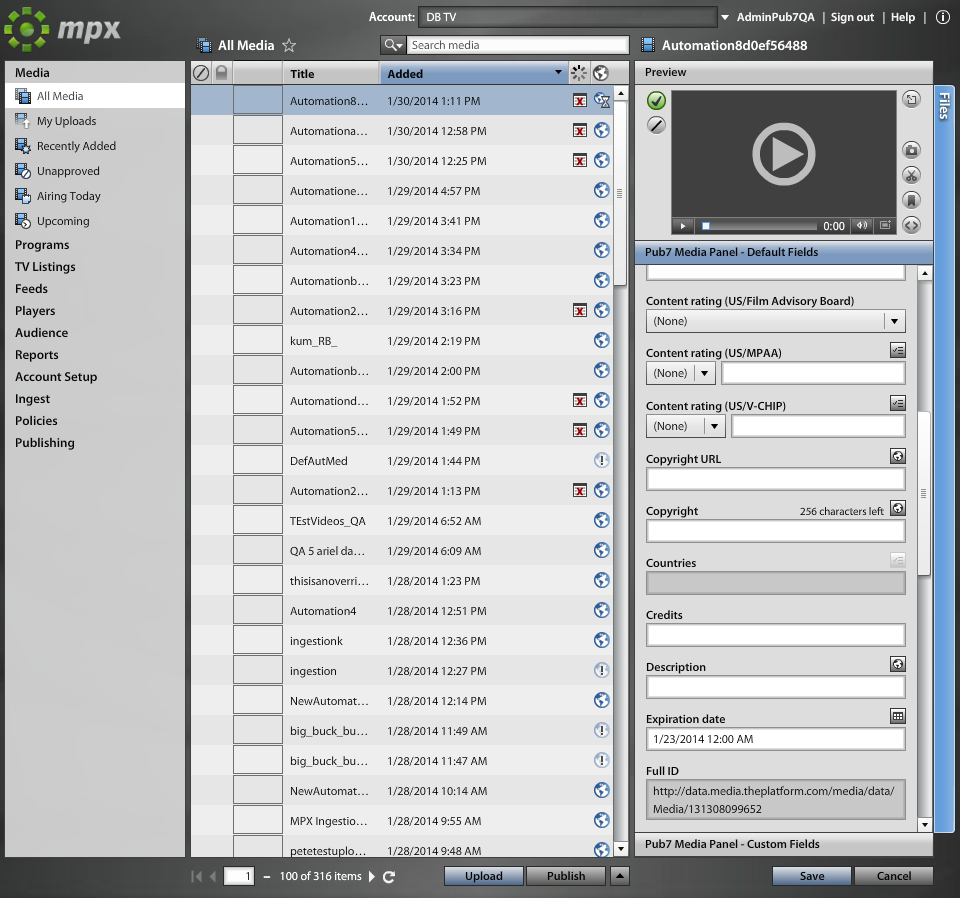 mpx
Account: DB TV AdminPub7QA | Sign out | Help |
All Media Search media Automation8d0ef56488
Media
All Media
My Uploads
Recently Added
Unapproved
Airing Today
Upcoming
Programs
TV Listings
Feeds
Players
Audience
Reports
Account Setup
Ingest
Policies
Publishing
Title Added
Automation8... 1/30/2014 1:11 PM
Automationa... 1/30/2014 12:58 PM
Automation5... 1/30/2014 12:25 PM
Automatione... 1/29/2014 4:57 PM
Automation1... 1/29/2014 3:41 PM
Automation4... 1/29/2014 3:34 PM
Automationb... 1/29/2014 3:23 PM
Automation2... 1/29/2014 3:16 PM
kum_RB_ 1/29/2014 2:19 PM
Automationb... 1/29/2014 2:00 PM
Automationd... 1/29/2014 1:52 PM
Automation5... 1/29/2014 1:49 PM
DefAutMed 1/29/2014 1:44 PM
Automation2... 1/29/2014 1:13 PM
TEstVideos_QA 1/29/2014 6:52 AM
QA 5 ariel da... 1/29/2014 6:09 AM
thisisanoverri... 1/28/2014 1:23 PM
Automation4 1/28/2014 12:51 PM
ingestionk 1/28/2014 12:36 PM
ingestion 1/28/2014 12:27 PM
NewAutomat... 1/28/2014 12:14 PM
big_buck_bu... 1/28/2014 11:49 AM
big_buck_bu... 1/28/2014 11:47 AM
NewAutomat... 1/28/2014 10:14 AM
MPX Ingestio... 1/28/2014 9:55 AM
petetestuplo... 1/28/2014 9:48 AM
1 – 100 of 316 items
Upload Publish
Preview
0:00
Files
Pub7 Media Panel - Default Fields
Content rating (US/Film Advisory Board)
(None)
Content rating (US/MPAA)
(None)
Content rating (US/V-CHIP)
(None)
Copyright URL
Copyright 256 characters left
Countries
Credits
Description
Expiration date
1/23/2014 12:00 AM
Full ID
http://data.media.theplatform.com/media/data/
Media/131308099652
Pub7 Media Panel - Custom Fields
Save Cancel